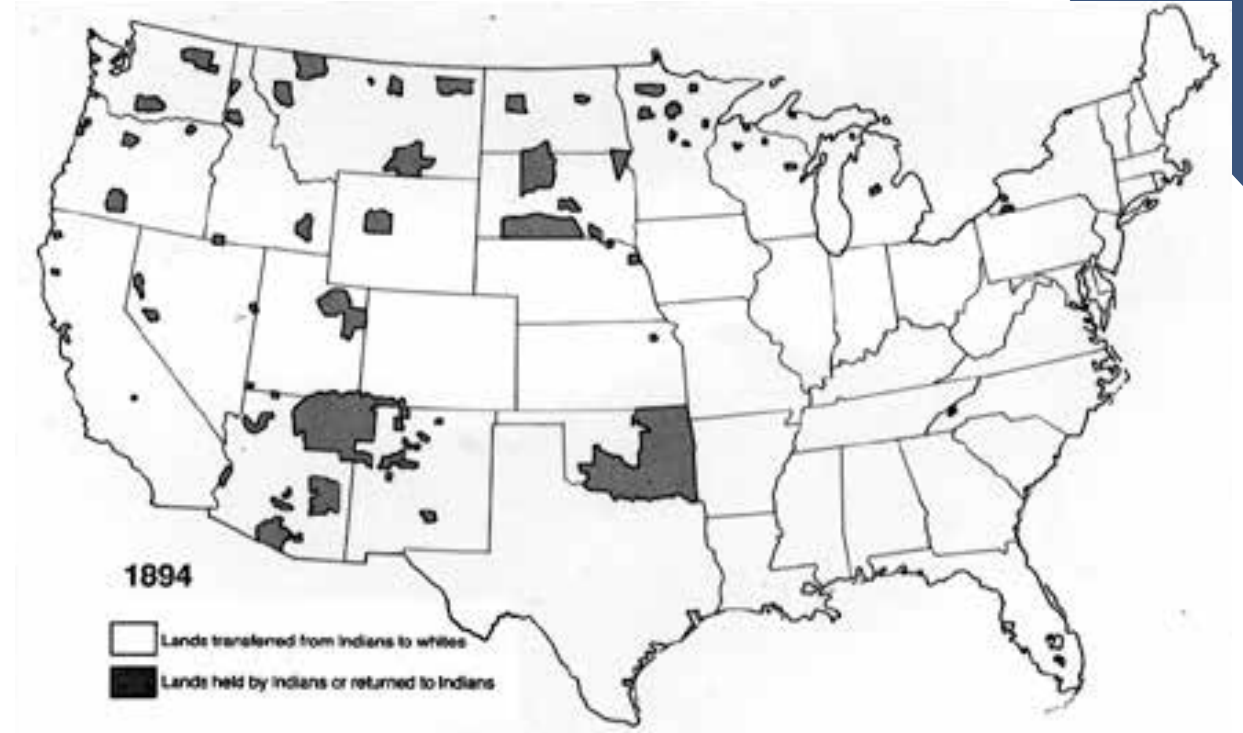 1894
Lands transferred from Indians to whites
Lands held by Indians or returned to Indians